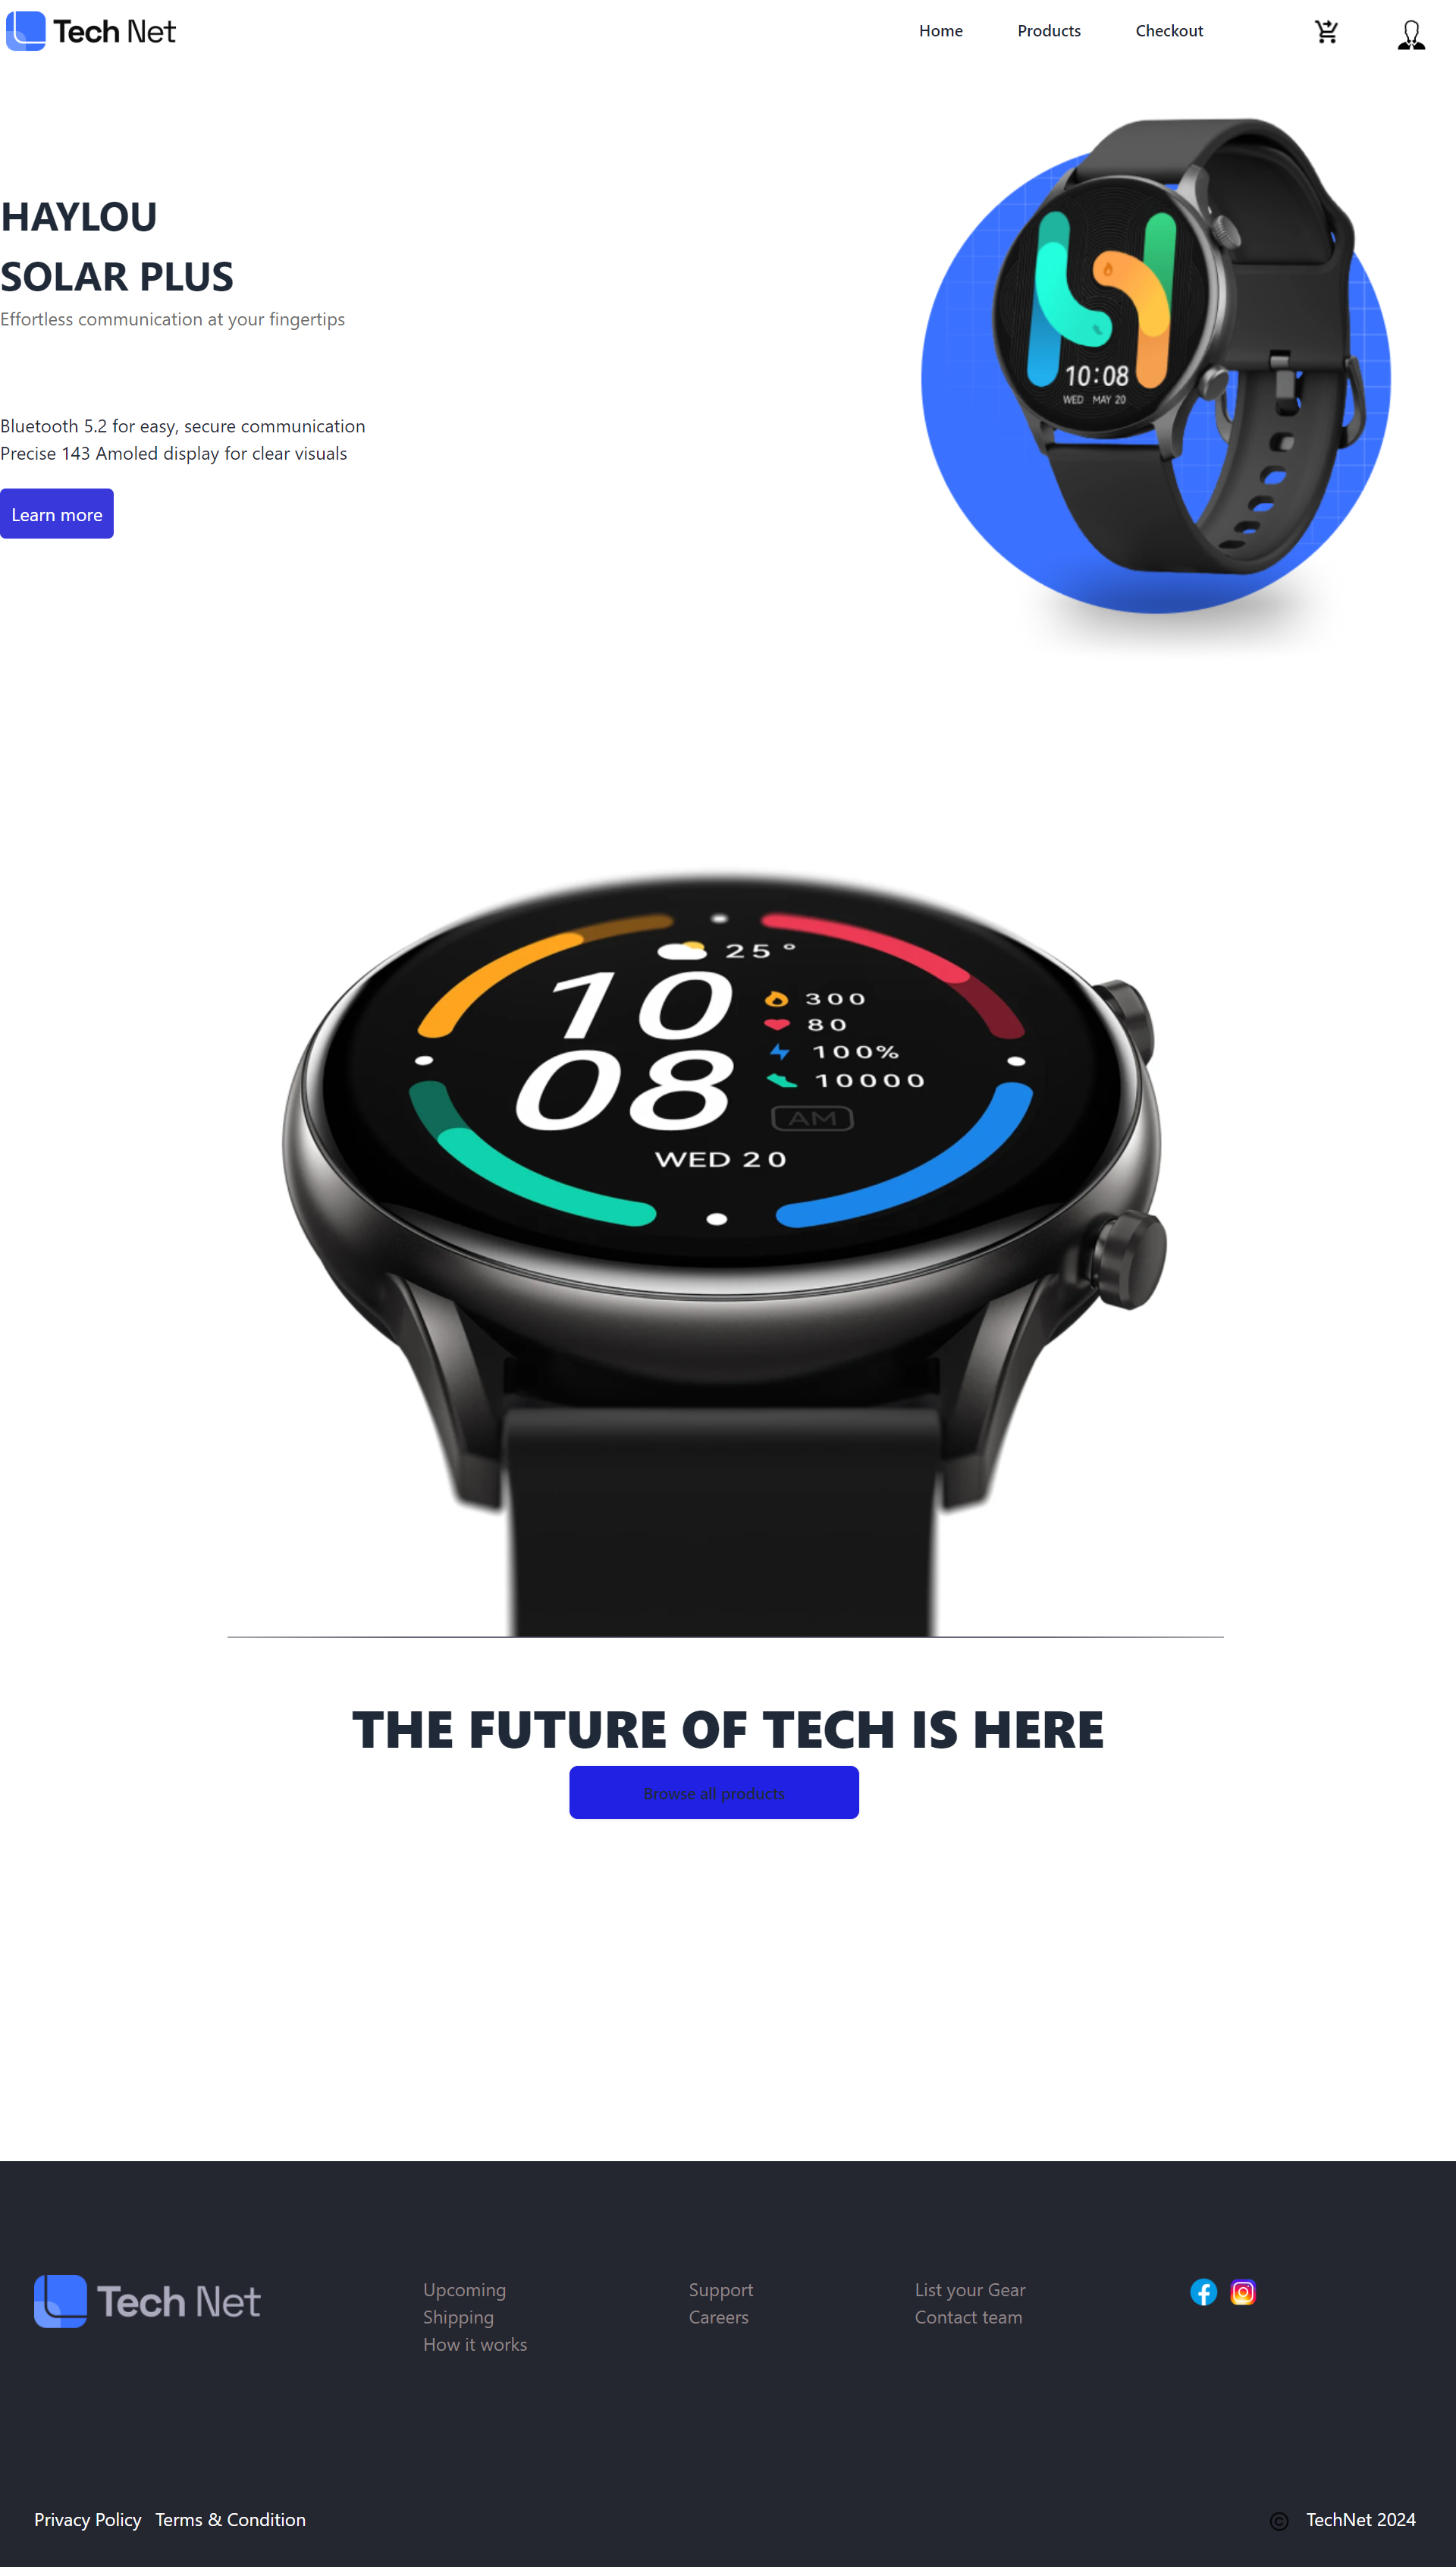 Tech Net
Home Products Checkout
HAYLOU
SOLAR PLUS
Effortless communication at your fingertips
Bluetooth 5.2 for easy, secure communication
Precise 143 Amoled display for clear visuals
Learn more
10:08
WED MAY 20
25°
10
08
300
80
100%
10000
AM
WED 20
THE FUTURE OF TECH IS HERE
Browse all products
Tech Net
Upcoming
Shipping
How it works
Support
Careers
List your Gear
Contact team
Privacy Policy Terms & Condition
© TechNet 2024